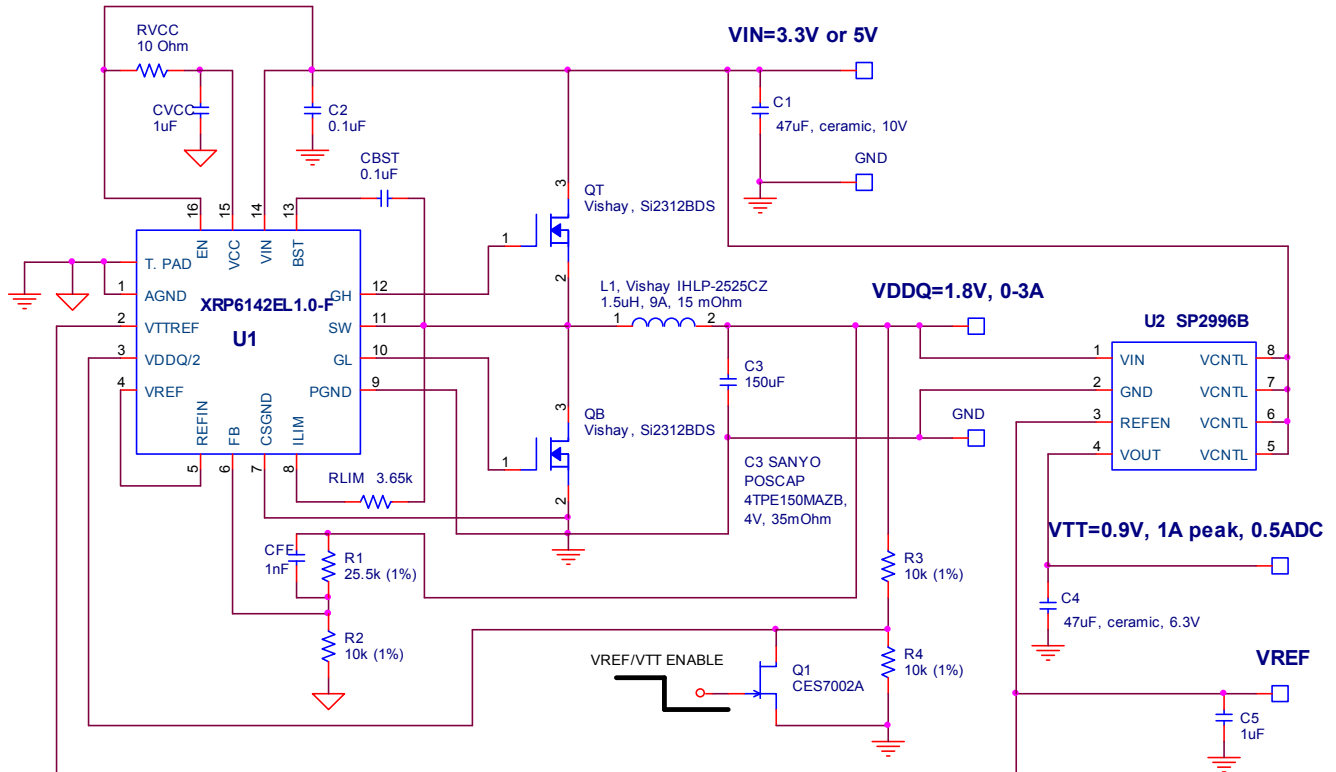 RVCC
10 Ohm
VIN=3.3V or 5V
CVCC
1uF
C2
0.1uF
C1
47uF, ceramic, 10V
CBST
0.1uF
GND
16
15
14
13
3
QT
Vishay, Si2312BDS
1
2
T. PAD
EN
VCC
VIN
BST
1
AGND
XRP6142EL1.0-F
GH
12
2
VTTREF
U1
SW
11
3
VDDQ/2
GL
10
4
VREF
PGND
9
REFIN
FB
CSGND
ILIM
5
6
7
8
L1, Vishay IHLP-2525CZ
1.5uH, 9A, 15 mOhm
1
2
VDDQ=1.8V, 0-3A
U2 SP2996B
1
VIN
VCNTL
8
2
GND
VCNTL
7
3
REFEN
VCNTL
6
4
VOUT
VCNTL
5
C3
150uF
GND
3
QB
Vishay, Si2312BDS
1
2
RLIM 3.65k
C3 SANYO
POSCAP
4TPE150MAZB,
4V, 35mOhm
VTT=0.9V, 1A peak, 0.5ADC
CFF
1nF
R1
25.5k (1%)
R3
10k (1%)
C4
47uF, ceramic, 6.3V
R2
10k (1%)
VREF/VTT ENABLE
Q1
CES7002A
R4
10k (1%)
VREF
C5
1uF